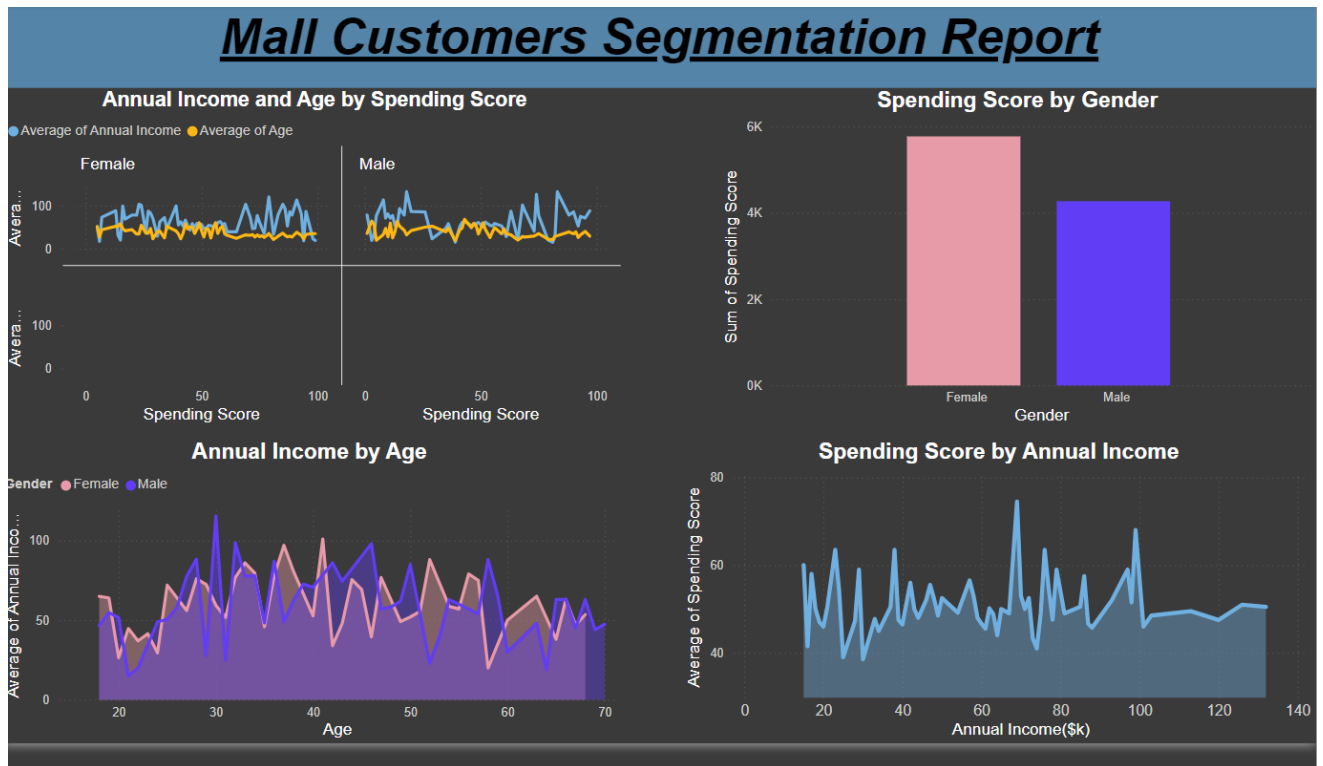 Mall Customers Segmentation Report
Annual Income and Age by Spending Score
Average of Annual Income Average of Age
Female Male
Avera...
100
0
Avera...
100
0
0 50 100 0 50 100
Spending Score Spending Score
Spending Score by Gender
Sum of Spending Score
6K
4K
2K
0K
Female Male
Gender
Annual Income by Age
Gender Female Male
Average of Annual Inco...
100
50
0
20 30 40 50 60 70
Age
Spending Score by Annual Income
Average of Spending Score
80
60
40
0 20 40 60 80 100 120 140
Annual Income($k)